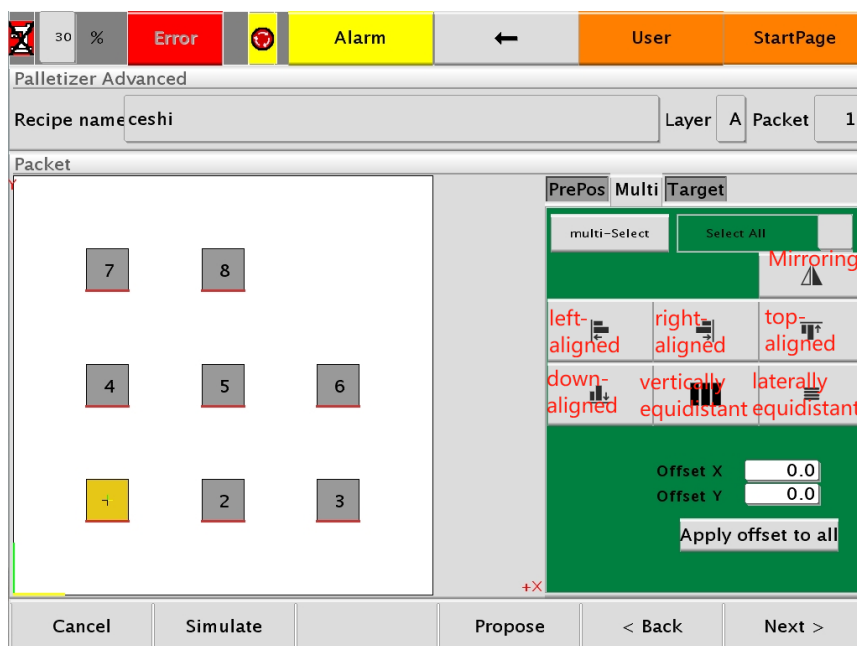 30 % Error Alarm User StartPage
Palletizer Advanced
Recipe name ceshi Layer A Packet 1
Packet
Y
PrePos Multi Target
multi-Select Select All
Mirroring
7 8
left-aligned right-aligned top-aligned
4 5 6
down-aligned vertically equidistant laterally equidistant
2 3
Offset X 0.0
Offset Y 0.0
Apply offset to all
+X
Cancel Simulate Propose < Back Next >